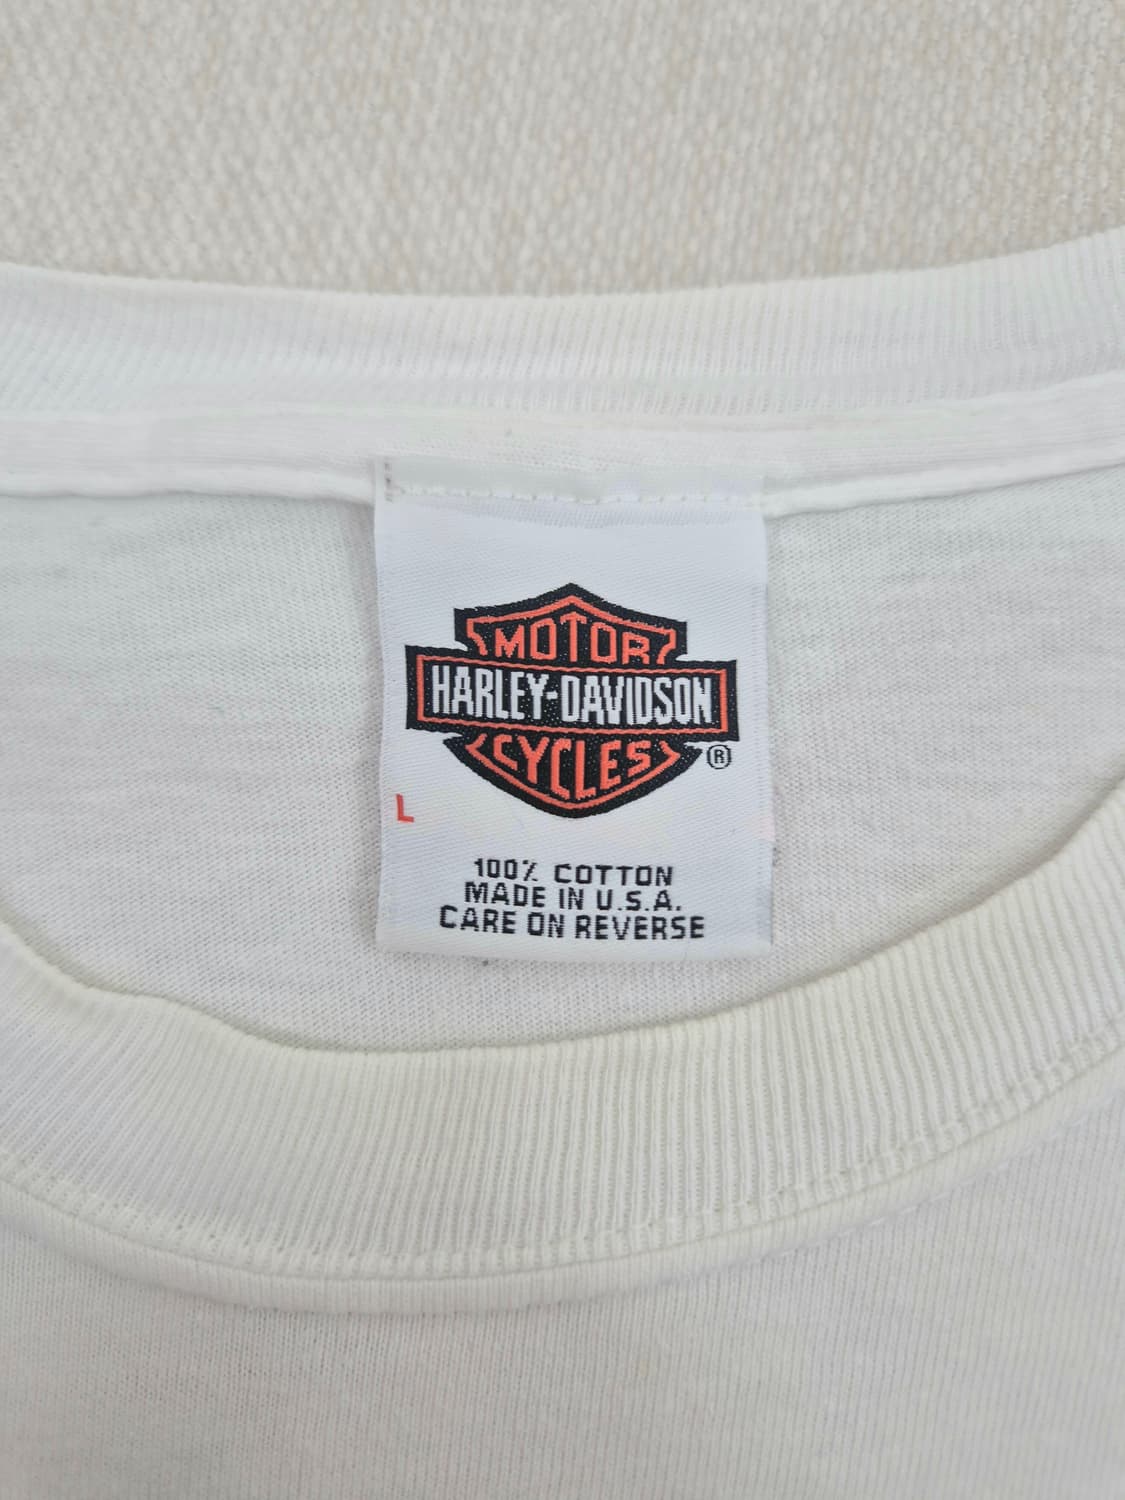 MOTOR
HARLEY-DAVIDSON
CYCLES
®
L
100% COTTON
MADE IN U.S.A.
CARE ON REVERSE